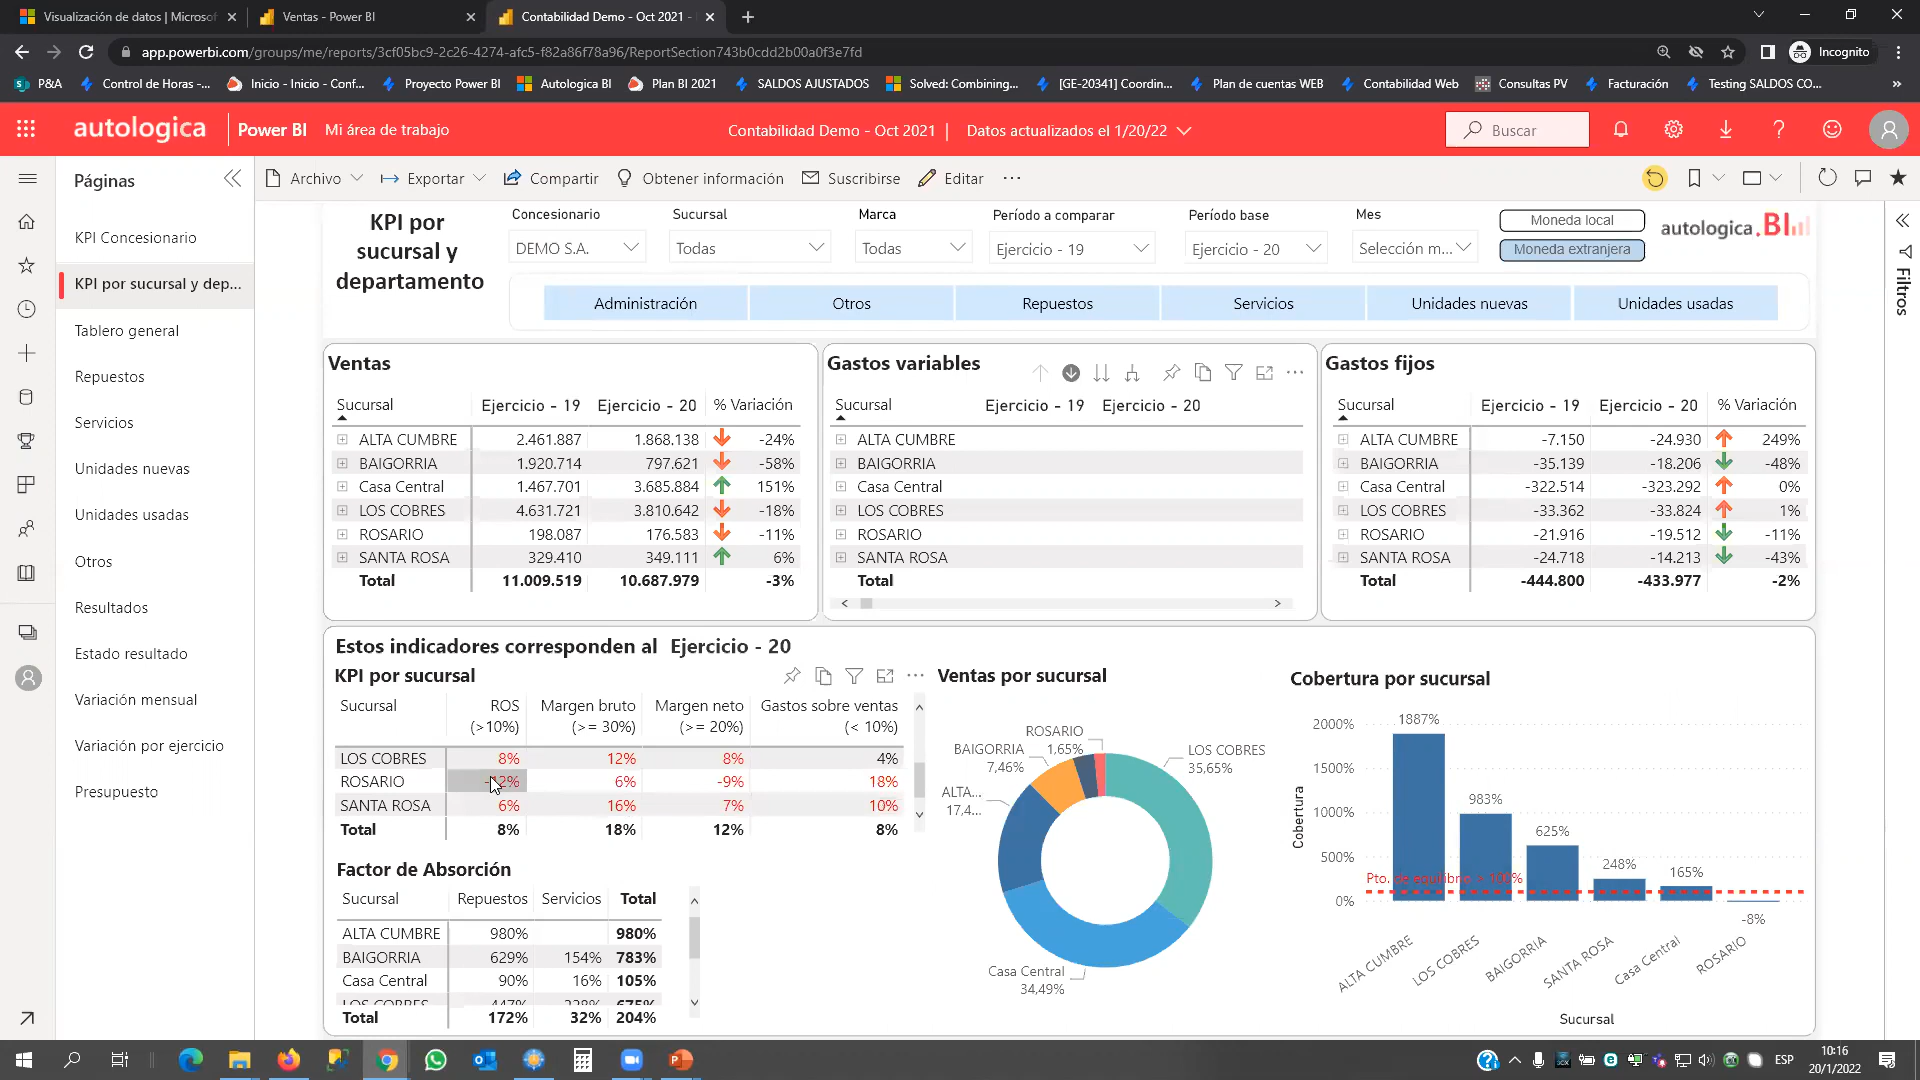 Visualización de datos | Microsof
Ventas - Power BI
Contabilidad Demo - Oct 2021 -
app.powerbi.com/groups/me/reports/3cf05bc9-2c26-4274-afc5-f82a86f78a96/ReportSection743b0cdd2b00a0f3e7fd
Incognito
P&A
Control de Horas -...
Inicio - Inicio - Conf...
Proyecto Power BI
Autologica BI
Plan BI 2021
SALDOS AJUSTADOS
Solved: Combining...
[GE-20341] Coordin...
Plan de cuentas WEB
Contabilidad Web
Consultas PV
Facturación
Testing SALDOS CO...
autologica Power BI Mi área de trabajo
Contabilidad Demo - Oct 2021 | Datos actualizados el 1/20/22
Buscar
Páginas
KPI Concesionario
KPI por sucursal y dep...
Tablero general
Repuestos
Servicios
Unidades nuevas
Unidades usadas
Otros
Resultados
Estado resultado
Variación mensual
Variación por ejercicio
Presupuesto
Archivo Exportar Compartir Obtener información Suscribirse Editar ...
KPI por
sucursal y
departamento
Concesionario
DEMO S.A.
Sucursal
Todas
Marca
Todas
Período a comparar
Ejercicio - 19
Período base
Ejercicio - 20
Mes
Selección m...
Moneda local
Moneda extranjera
autologica.BI
Filtros
Administración Otros Repuestos Servicios Unidades nuevas Unidades usadas
Ventas
Sucursal Ejercicio - 19 Ejercicio - 20 % Variación
ALTA CUMBRE 2.461.887 1.868.138 -24%
BAIGORRIA 1.920.714 797.621 -58%
Casa Central 1.467.701 3.685.884 151%
LOS COBRES 4.631.721 3.810.642 -18%
ROSARIO 198.087 176.583 -11%
SANTA ROSA 329.410 349.111 6%
Total 11.009.519 10.687.979 -3%
Gastos variables
Sucursal Ejercicio - 19 Ejercicio - 20
ALTA CUMBRE
BAIGORRIA
Casa Central
LOS COBRES
ROSARIO
SANTA ROSA
Total
Gastos fijos
Sucursal Ejercicio - 19 Ejercicio - 20 % Variación
ALTA CUMBRE -7.150 -24.930 249%
BAIGORRIA -35.139 -18.206 -48%
Casa Central -322.514 -323.292 0%
LOS COBRES -33.362 -33.824 1%
ROSARIO -21.916 -19.512 -11%
SANTA ROSA -24.718 -14.213 -43%
Total -444.800 -433.977 -2%
Estos indicadores corresponden al Ejercicio - 20
KPI por sucursal
Sucursal ROS Margen bruto Margen neto Gastos sobre ventas
(>10%) (>= 30%) (>= 20%) (< 10%)
LOS COBRES 8% 12% 8% 4%
ROSARIO 6% -9% 18%
SANTA ROSA 6% 16% 7% 10%
Total 8% 18% 12% 8%
Factor de Absorción
Sucursal Repuestos Servicios Total
ALTA CUMBRE 980% 980%
BAIGORRIA 629% 154% 783%
Casa Central 90% 16% 105%
LOS COBRES 447% 228% 675%
Total 172% 32% 204%
Ventas por sucursal
ROSARIO
1,65%
BAIGORRIA
7,46%
ALTA...
17,4...
LOS COBRES
35,65%
Casa Central
34,49%
Cobertura por sucursal
Cobertura
2000%
1500%
1000%
500%
0%
1887%
983%
625%
248%
165%
-8%
Pto. de equilibrio > 100%
ALTA CUMBRE
LOS COBRES
BAIGORRIA
SANTA ROSA
Casa Central
ROSARIO
Sucursal
ESP
10:16
20/1/2022